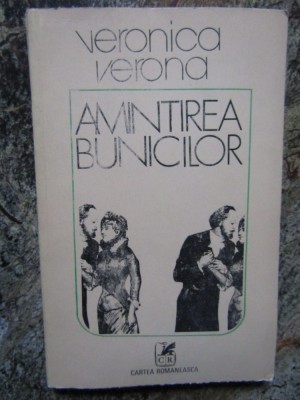 veronica
verona
AMINTIREA
BUNICILOR
CR
CARTEA ROMÂNEASCĂ